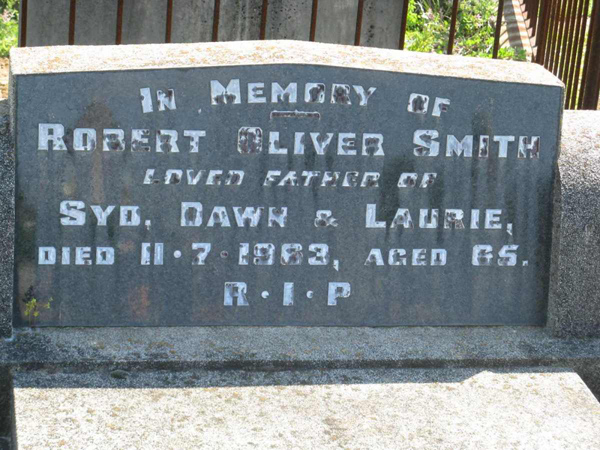 IN MEMORY OF
ROBERT OLIVER SMITH
LOVED FATHER OF
SYD, DAWN & LAURIE,
DIED 11·7·1963, AGED 65.
R·I·P